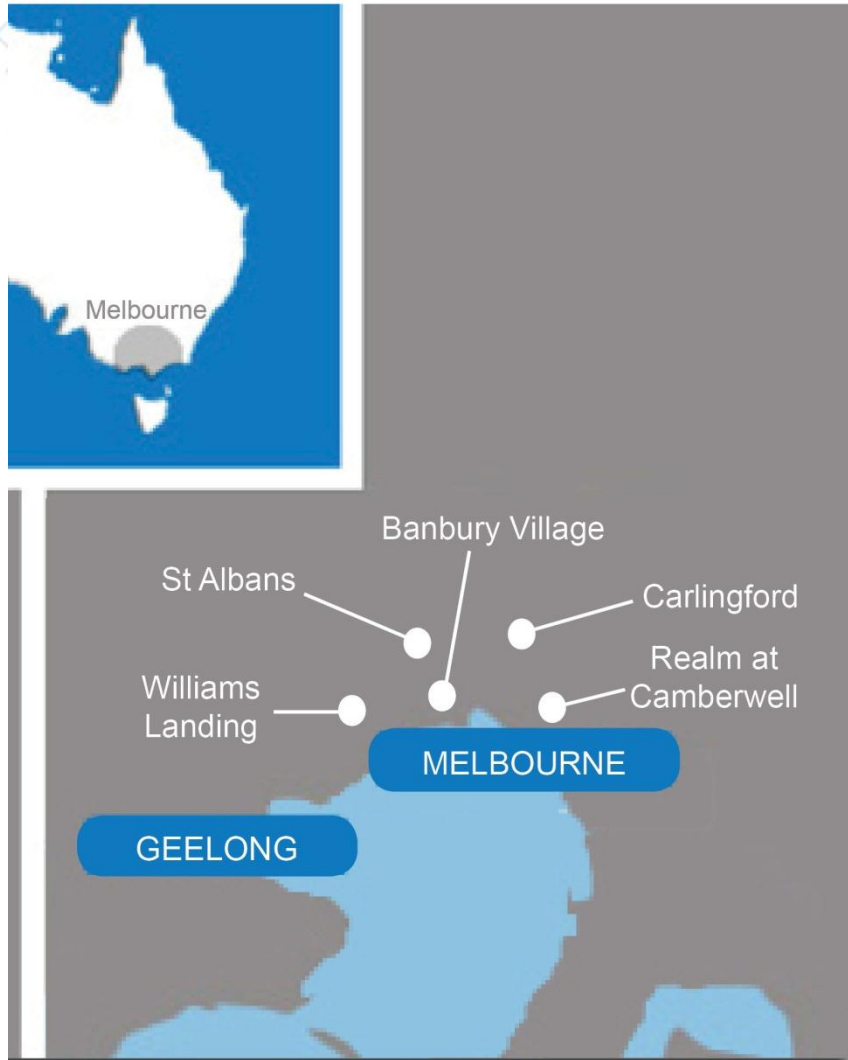 Melbourne
Banbury Village
St Albans
Carlingford
Realm at
Camberwell
Williams
Landing
MELBOURNE
GEELONG